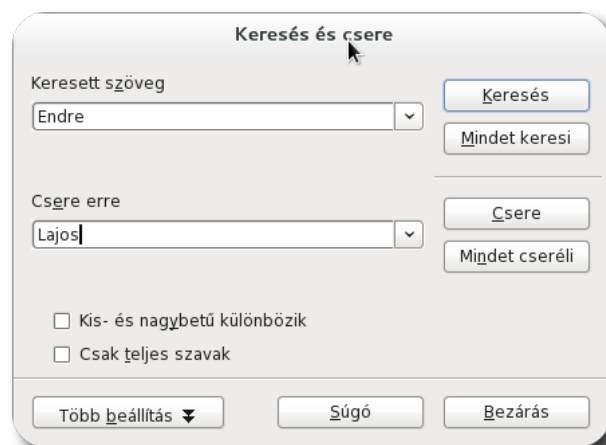 Keresés és csere
Keresett szöveg
Endre
Keresés
Mindet keresi
Csere erre
Lajos
Csere
Mindet cseréli
Kis- és nagybetű különbözik
Csak teljes szavak
Több beállítás
Súgó
Bezárás